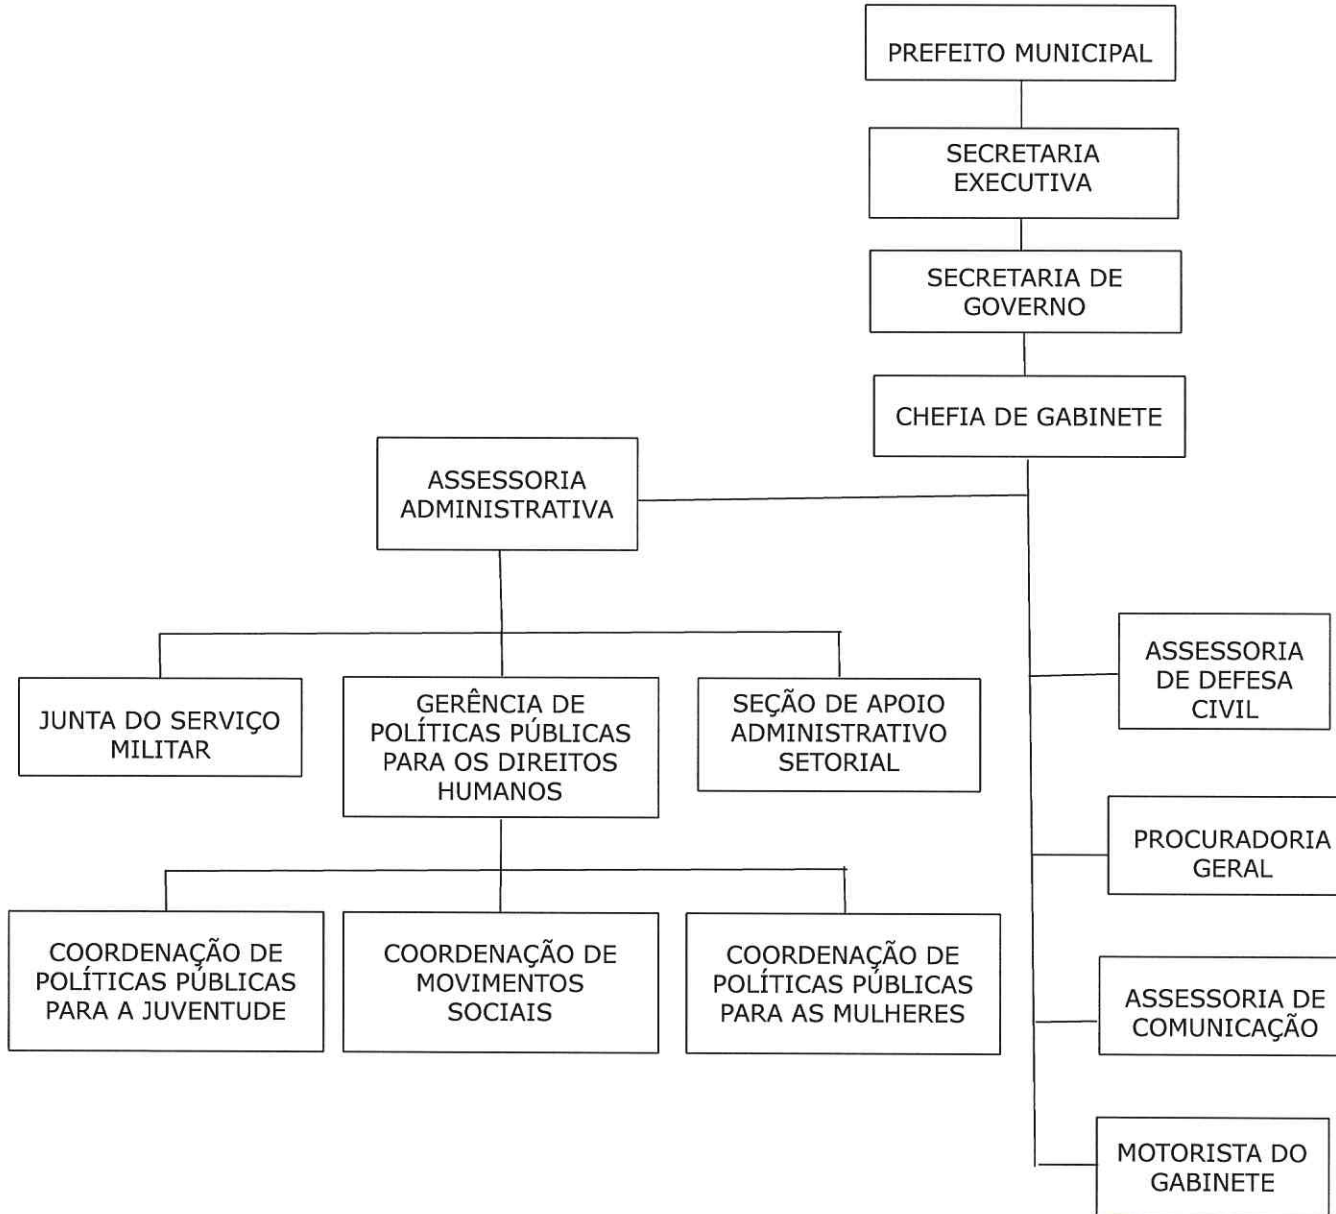 PREFEITO MUNICIPAL
SECRETARIA
EXECUTIVA
SECRETARIA DE
GOVERNO
CHEFIA DE GABINETE
ASSESSORIA
ADMINISTRATIVA
JUNTA DO SERVIÇO
MILITAR
GERÊNCIA DE
POLÍTICAS PÚBLICAS
PARA OS DIREITOS
HUMANOS
SEÇÃO DE APOIO
ADMINISTRATIVO
SETORIAL
COORDENAÇÃO DE
POLÍTICAS PÚBLICAS
PARA A JUVENTUDE
COORDENAÇÃO DE
MOVIMENTOS
SOCIAIS
COORDENAÇÃO DE
POLÍTICAS PÚBLICAS
PARA AS MULHERES
ASSESSORIA
DE DEFESA
CIVIL
PROCURADORIA
GERAL
ASSESSORIA DE
COMUNICAÇÃO
MOTORISTA DO
GABINETE